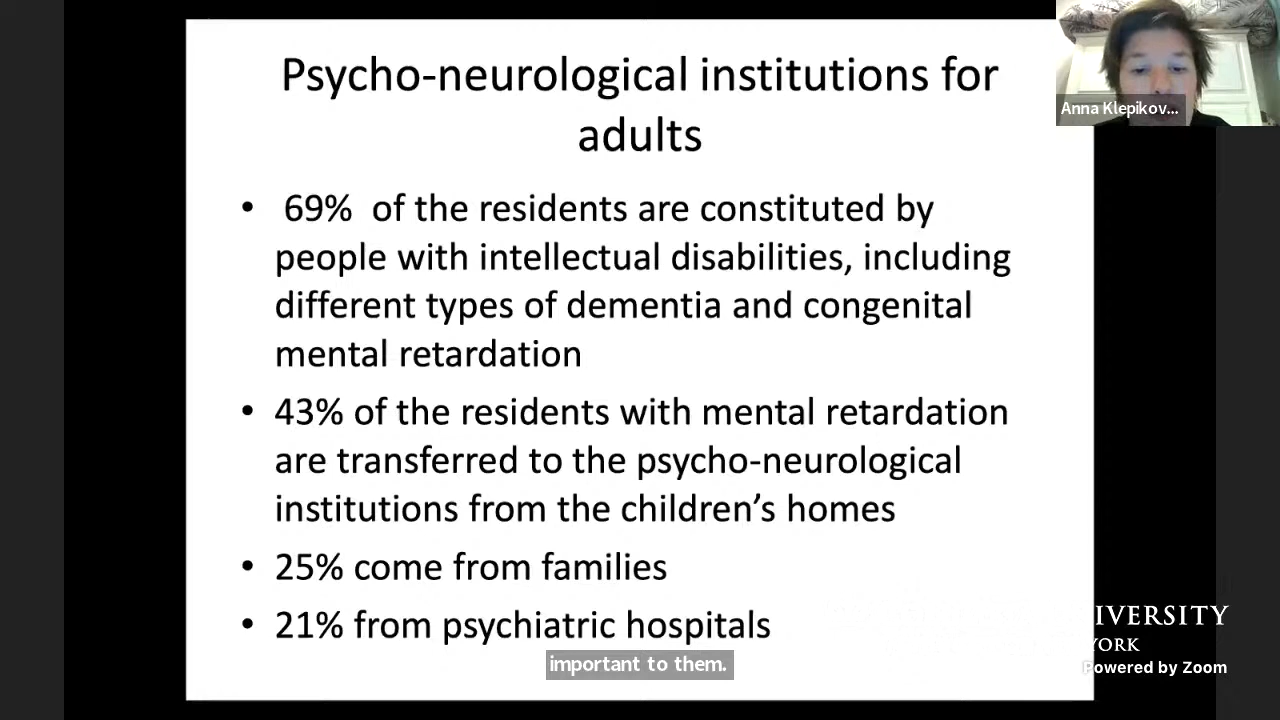 Psycho-neurological institutions for
adults
Anna Klepikov...
• 69% of the residents are constituted by
people with intellectual disabilities, including
different types of dementia and congenital
mental retardation
• 43% of the residents with mental retardation
are transferred to the psycho-neurological
institutions from the children’s homes
• 25% come from families
• 21% from psychiatric hospitals
important to them.
IVERSITY
YORK
Powered by Zoom